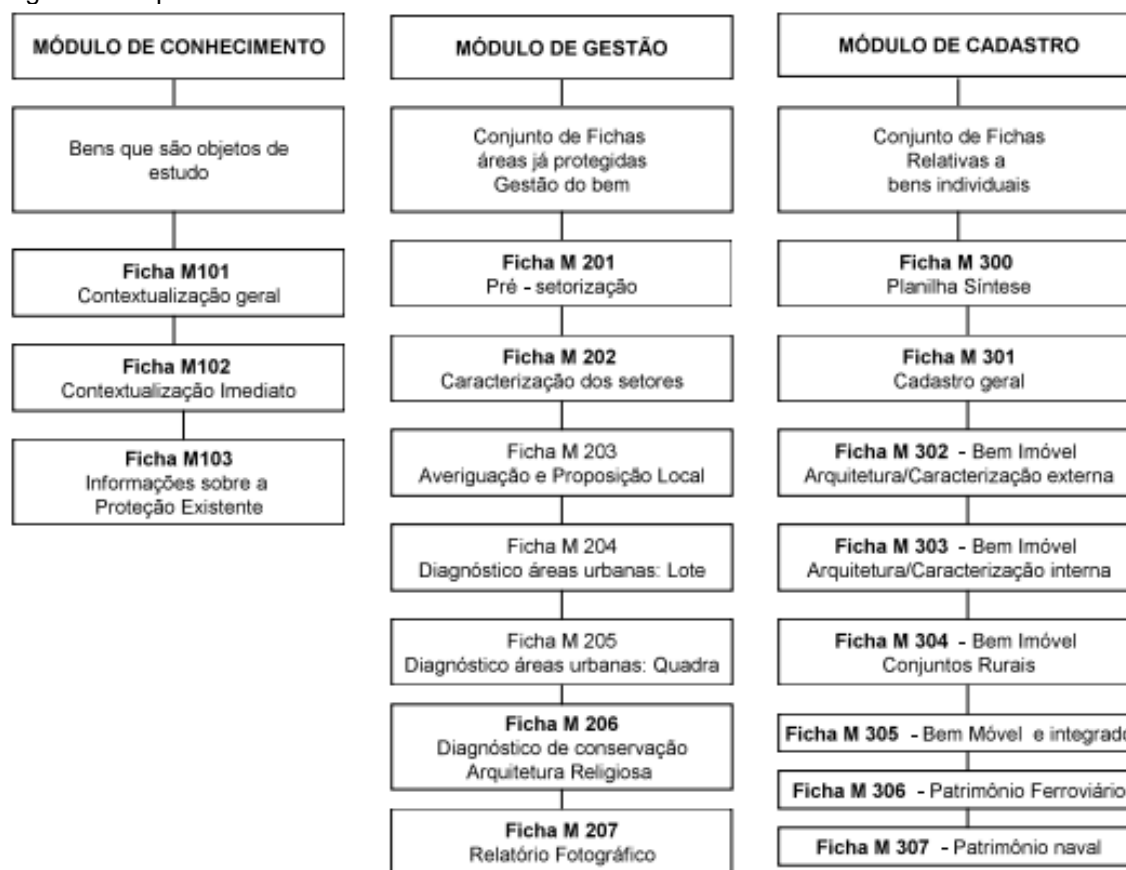 MÓDULO DE CONHECIMENTO
Bens que são objetos de
estudo
Ficha M101
Contextualização geral
Ficha M102
Contextualização Imediato
Ficha M103
Informações sobre a
Proteção Existente
MÓDULO DE GESTÃO
Conjunto de Fichas
áreas já protegidas
Gestão do bem
Ficha M 201
Pré - setorização
Ficha M 202
Caracterização dos setores
Ficha M 203
Averiguação e Proposição Local
Ficha M 204
Diagnóstico áreas urbanas: Lote
Ficha M 205
Diagnóstico áreas urbanas: Quadra
Ficha M 206
Diagnóstico de conservação
Arquitetura Religiosa
Ficha M 207
Relatório Fotográfico
MÓDULO DE CADASTRO
Conjunto de Fichas
Relativas a
bens individuais
Ficha M 300
Planilha Síntese
Ficha M 301
Cadastro geral
Ficha M 302 - Bem Imóvel
Arquitetura/Caracterização externa
Ficha M 303 - Bem Imóvel
Arquitetura/Caracterização interna
Ficha M 304 - Bem Imóvel
Conjuntos Rurais
Ficha M 305 - Bem Móvel e integrado
Ficha M 306 - Patrimônio Ferroviário
Ficha M 307 - Patrimônio naval